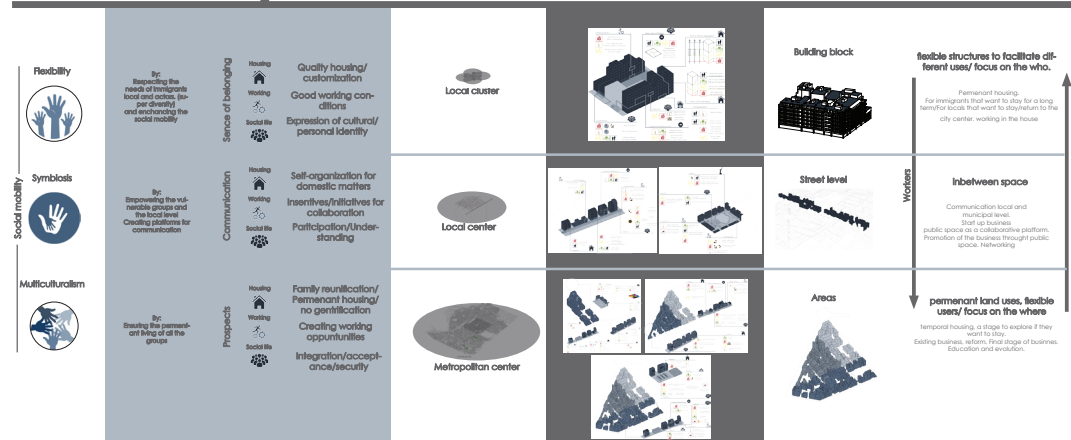 Social mobility
Flexibility
Symbiosis
Multiculturalism
By:
Respecting the
needs of immigrants
local and actors. (su-
per diversity)
and enchancing the
social mobility
By:
Empowering the vul-
nerable groups and
the local level
Creating platforms for
communication
By:
Ensuring the perment-
ant living of all the
groups
Sence of belonging
Housing
Quality housing/
customization
Working
Good working con-
ditions
Social life
Expression of cultural/
personal identity
Communication
Housing
Self-organization for
domestic matters
Working
Insentives/Initiatives for
collaboration
Social life
Participation/Under-
standing
Prospects
Housing
Family reunification/
Permenant housing/
no gentrification
Working
Creating working
oppuntunities
Social life
Integration/accept-
ance/security
Local cluster
Local center
Metropolitan center
Building block
Street level
Areas
Workers
flexible structures to facilitate dif-
ferent uses/ focus on the who.
Permenent housing.
For immigrants that want to stay for a long
term/For locals that want to stay/return to the
city center, working in the house
Inbetween space
Communication local and
municipal level.
Start up business
public space as a collaborative platform.
Promotion of the business throught public
space. Networking
permenant land uses, flexible
users/ focus on the where
temporal housing, a stage to explore if they
want to stay.
Existing business, reform. Final stage of businnes.
Education and evolution.